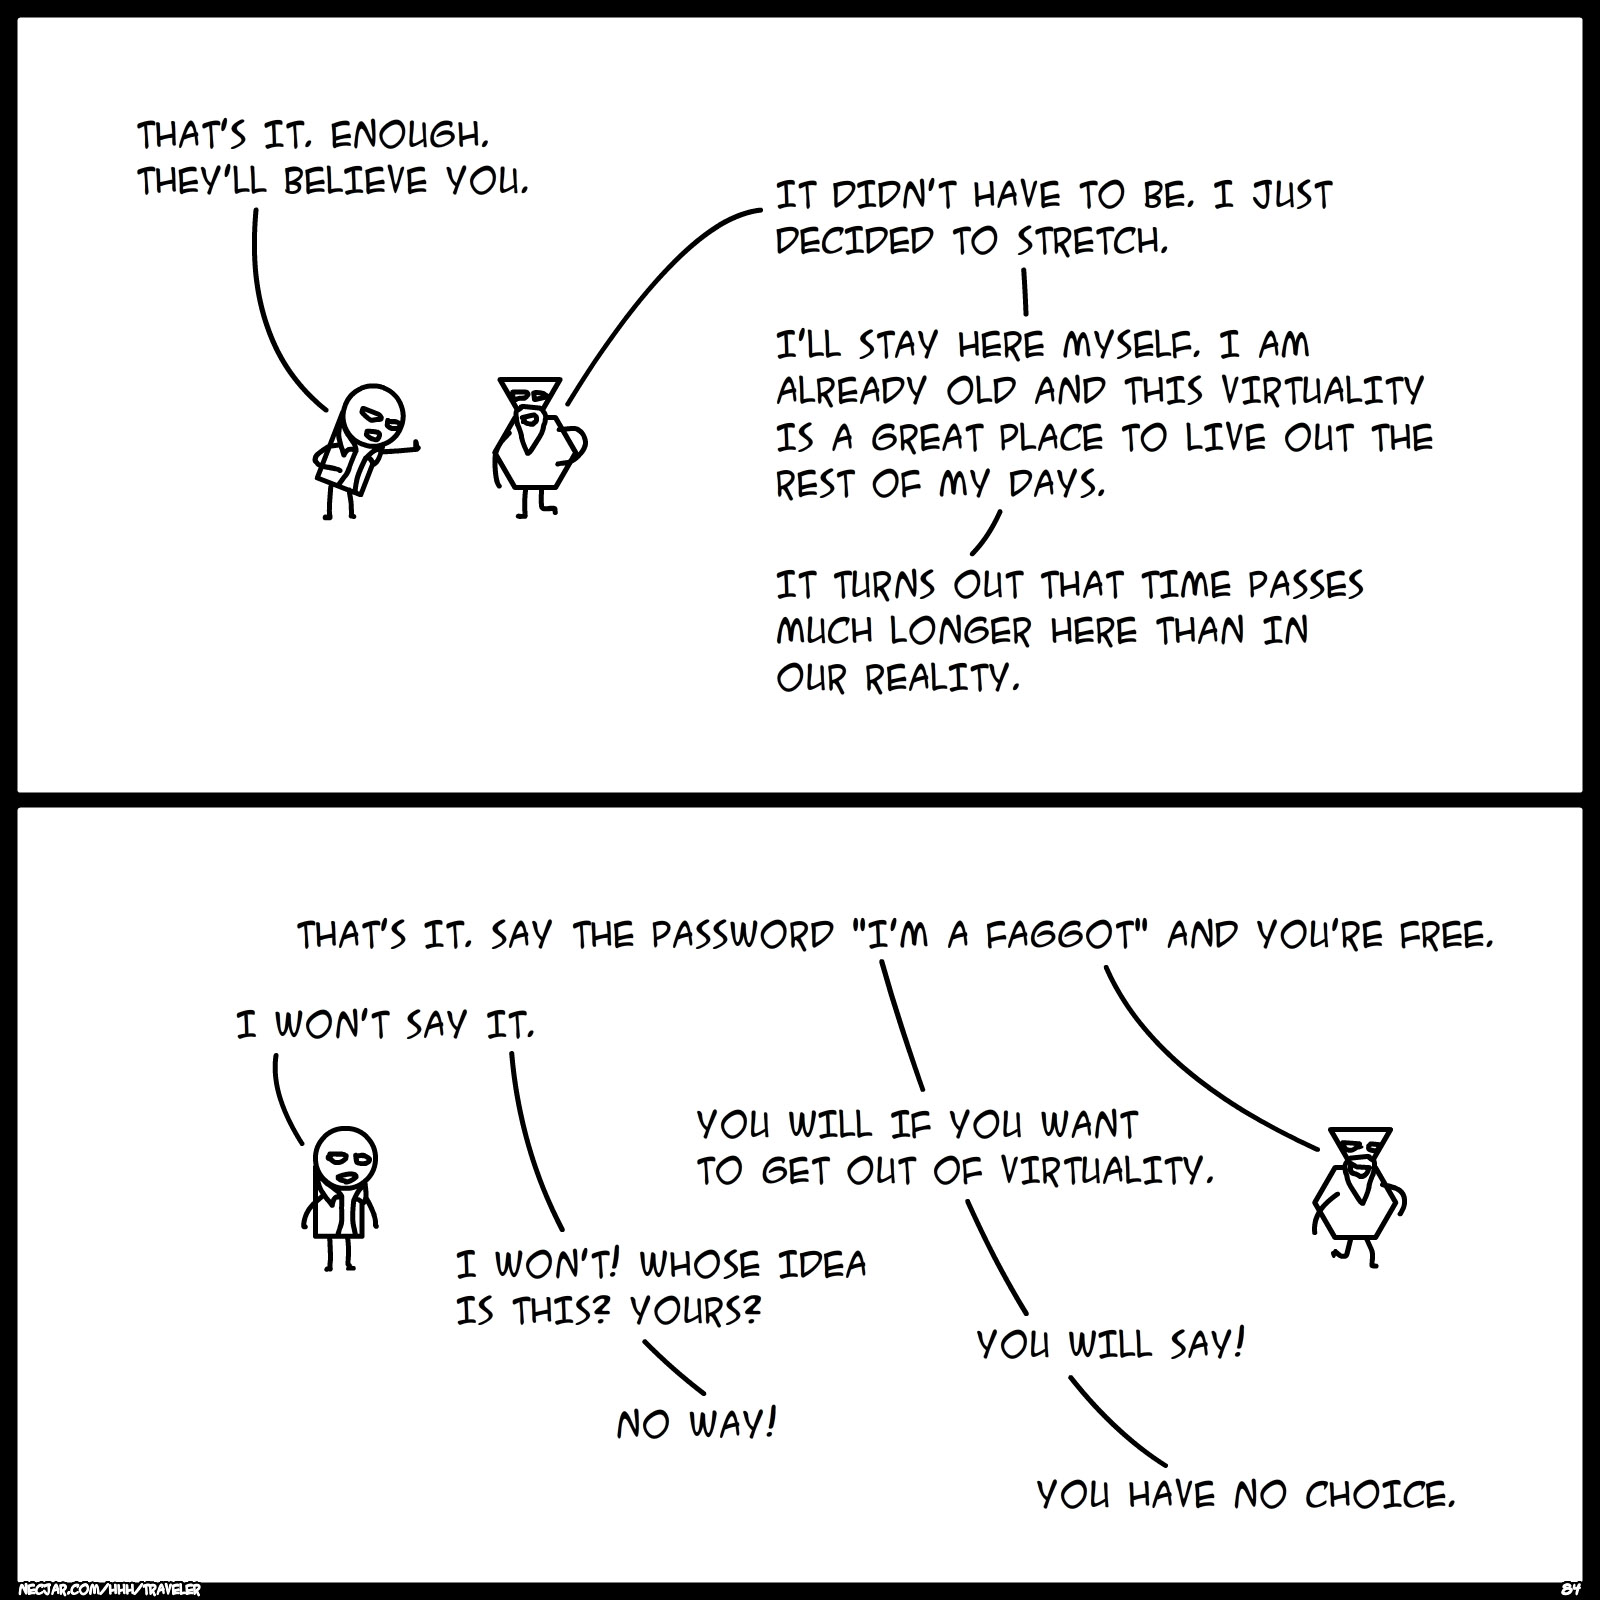 THAT'S IT. ENOUGH.
THEY'LL BELIEVE YOU.
IT DIDN'T HAVE TO BE. I JUST
DECIDED TO STRETCH.
I'LL STAY HERE MYSELF. I AM
ALREADY OLD AND THIS VIRTUALITY
IS A GREAT PLACE TO LIVE OUT THE
REST OF MY DAYS.
IT TURNS OUT THAT TIME PASSES
MUCH LONGER HERE THAN IN
OUR REALITY.
THAT'S IT. SAY THE PASSWORD "I'M A FAGGOT" AND YOU'RE FREE.
I WON'T SAY IT.
YOU WILL IF YOU WANT
TO GET OUT OF VIRTUALITY.
I WON'T! WHOSE IDEA
IS THIS? YOURS?
YOU WILL SAY!
NO WAY!
YOU HAVE NO CHOICE.
NECJAR.COM/HHH/TRAVELER
84